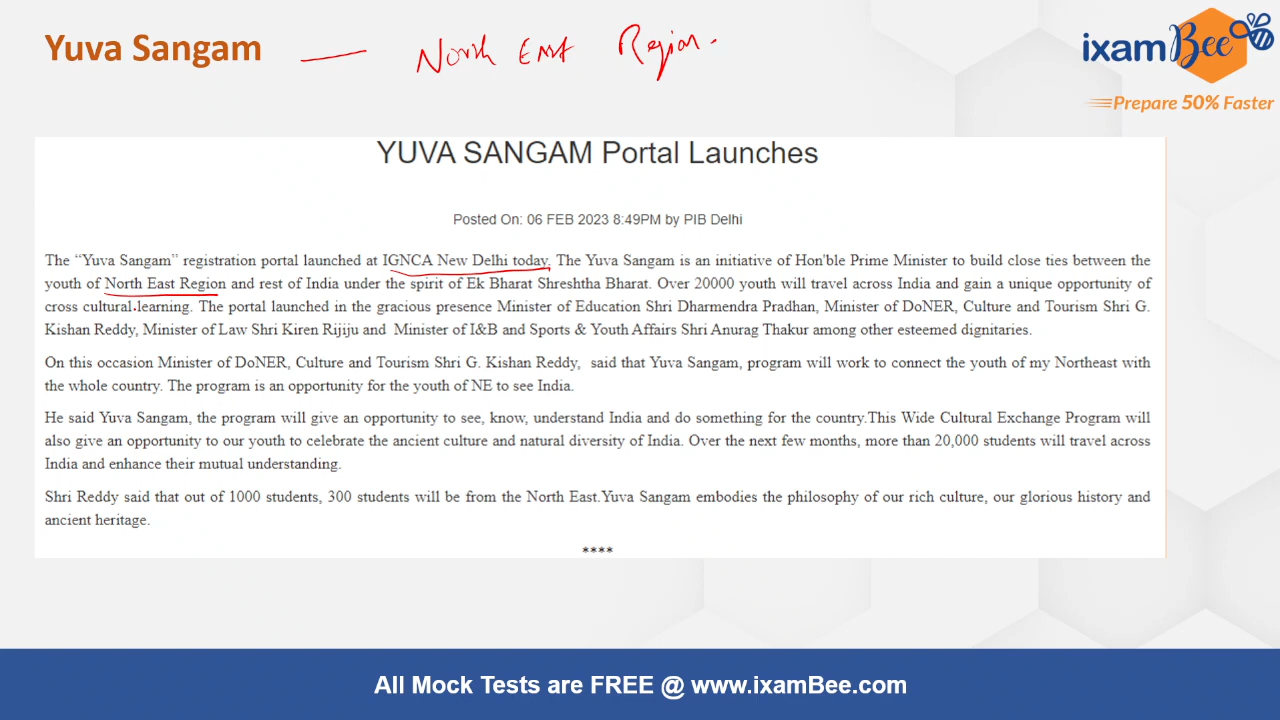 Yuva Sangam — North East Region.
ixamBee
Prepare 50% Faster
YUVA SANGAM Portal Launches
Posted On: 06 FEB 2023 8:49PM by PIB Delhi
The “Yuva Sangam” registration portal launched at IGNCA New Delhi today. The Yuva Sangam is an initiative of Hon'ble Prime Minister to build close ties between the
youth of North East Region and rest of India under the spirit of Ek Bharat Shreshtha Bharat. Over 20000 youth will travel across India and gain a unique opportunity of
cross cultural learning. The portal launched in the gracious presence Minister of Education Shri Dharmendra Pradhan, Minister of DoNER, Culture and Tourism Shri G.
Kishan Reddy, Minister of Law Shri Kiren Rijiju and Minister of I&B and Sports & Youth Affairs Shri Anurag Thakur among other esteemed dignitaries.
On this occasion Minister of DoNER, Culture and Tourism Shri G. Kishan Reddy, said that Yuva Sangam, program will work to connect the youth of my Northeast with
the whole country. The program is an opportunity for the youth of NE to see India.
He said Yuva Sangam, the program will give an opportunity to see, know, understand India and do something for the country.This Wide Cultural Exchange Program will
also give an opportunity to our youth to celebrate the ancient culture and natural diversity of India. Over the next few months, more than 20,000 students will travel across
India and enhance their mutual understanding.
Shri Reddy said that out of 1000 students, 300 students will be from the North East.Yuva Sangam embodies the philosophy of our rich culture, our glorious history and
ancient heritage.
****
All Mock Tests are FREE @ www.ixamBee.com